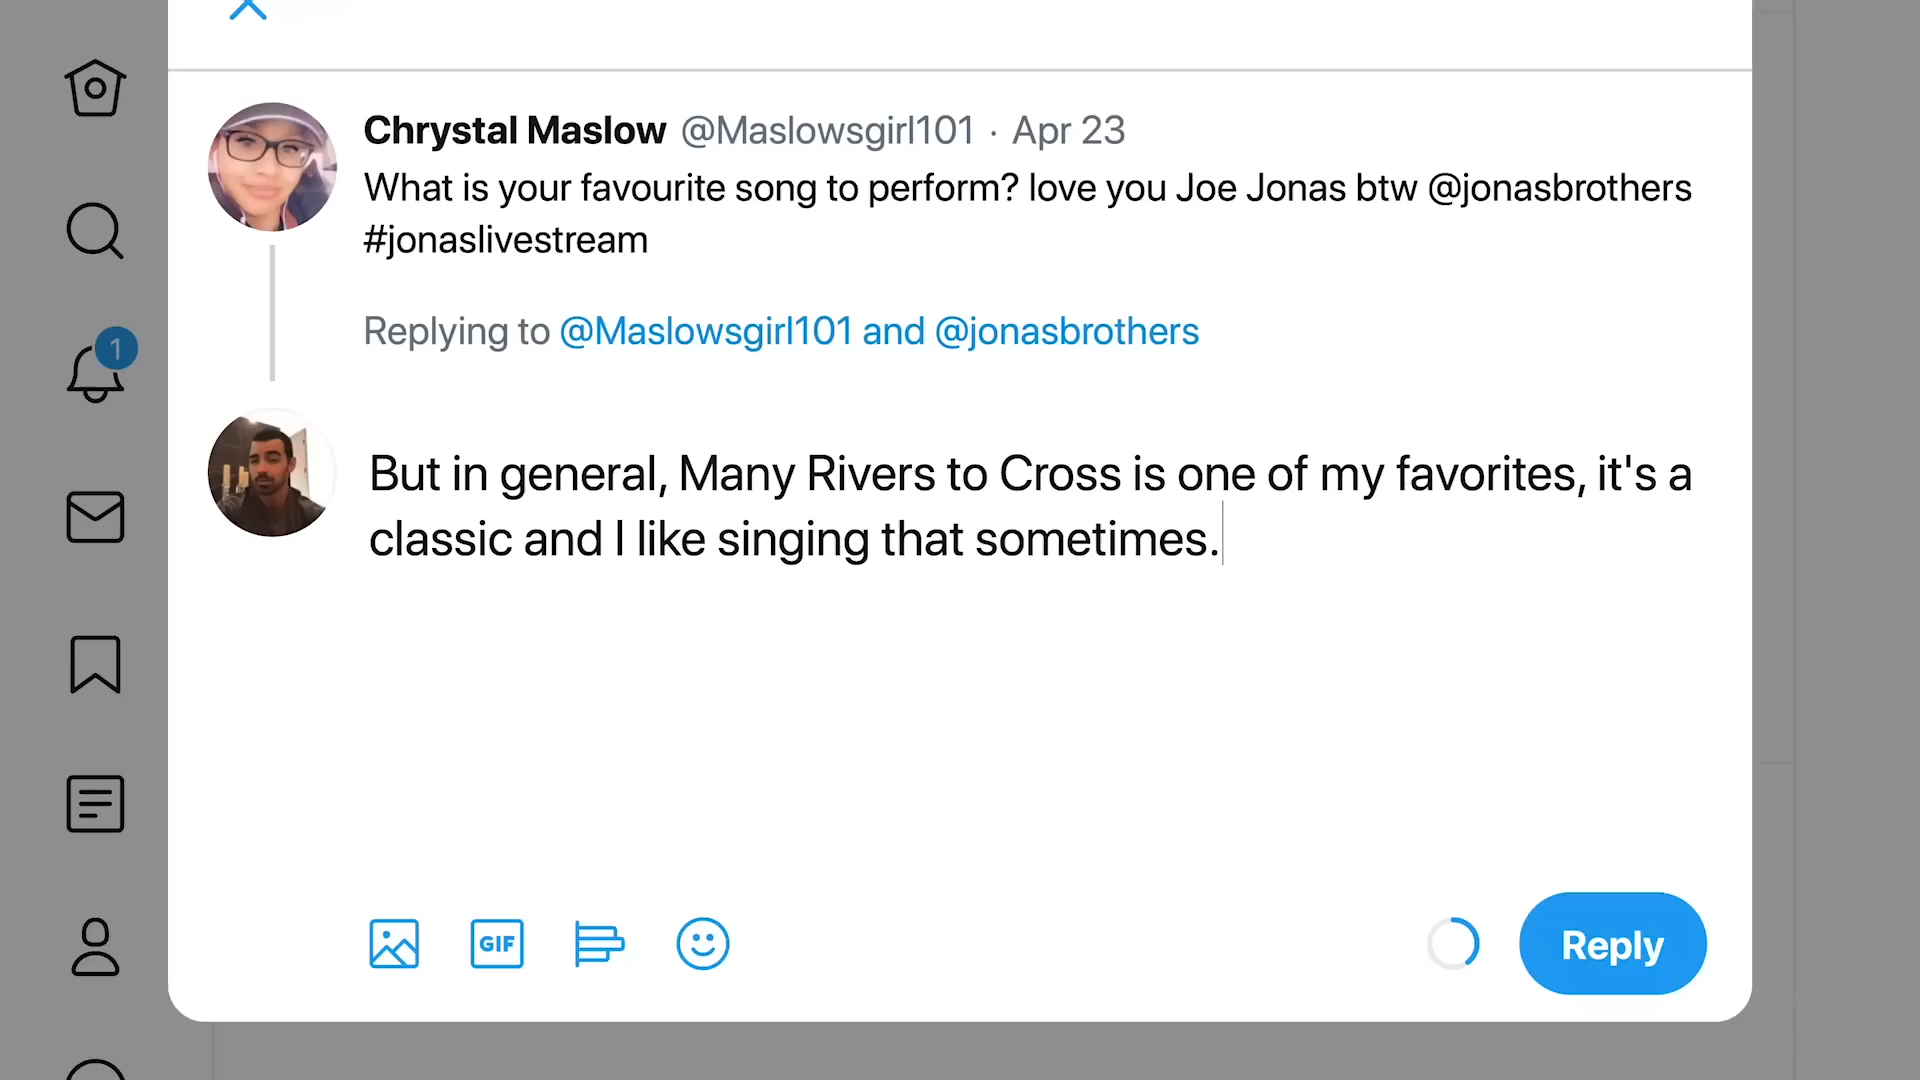 Chrystal Maslow @Maslowsgirl101 · Apr 23
What is your favourite song to perform? love you Joe Jonas btw @jonasbrothers
#jonaslivestream
1
Replying to @Maslowsgirl101 and @jonasbrothers
But in general, Many Rivers to Cross is one of my favorites, it's a
classic and I like singing that sometimes.
GIF
Reply